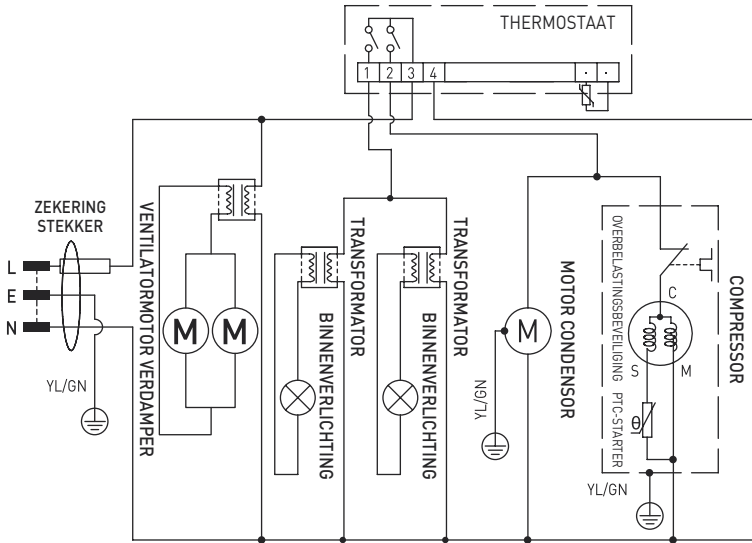 THERMOSTAAT
1 2 3 4
ZEKERING
STEKKER
L
E
N
YL/GN
VENTILATORMOTOR VERDAMPER
M M
TRANSFORMATOR
BINNENVERLICHTING
TRANSFORMATOR
BINNENVERLICHTING
M
YL/GN
MOTOR CONDENSOR
OVERBELASTINGSBEVEILIGING
PTC-STARTER
C
S M
θ
COMPRESSOR
YL/GN